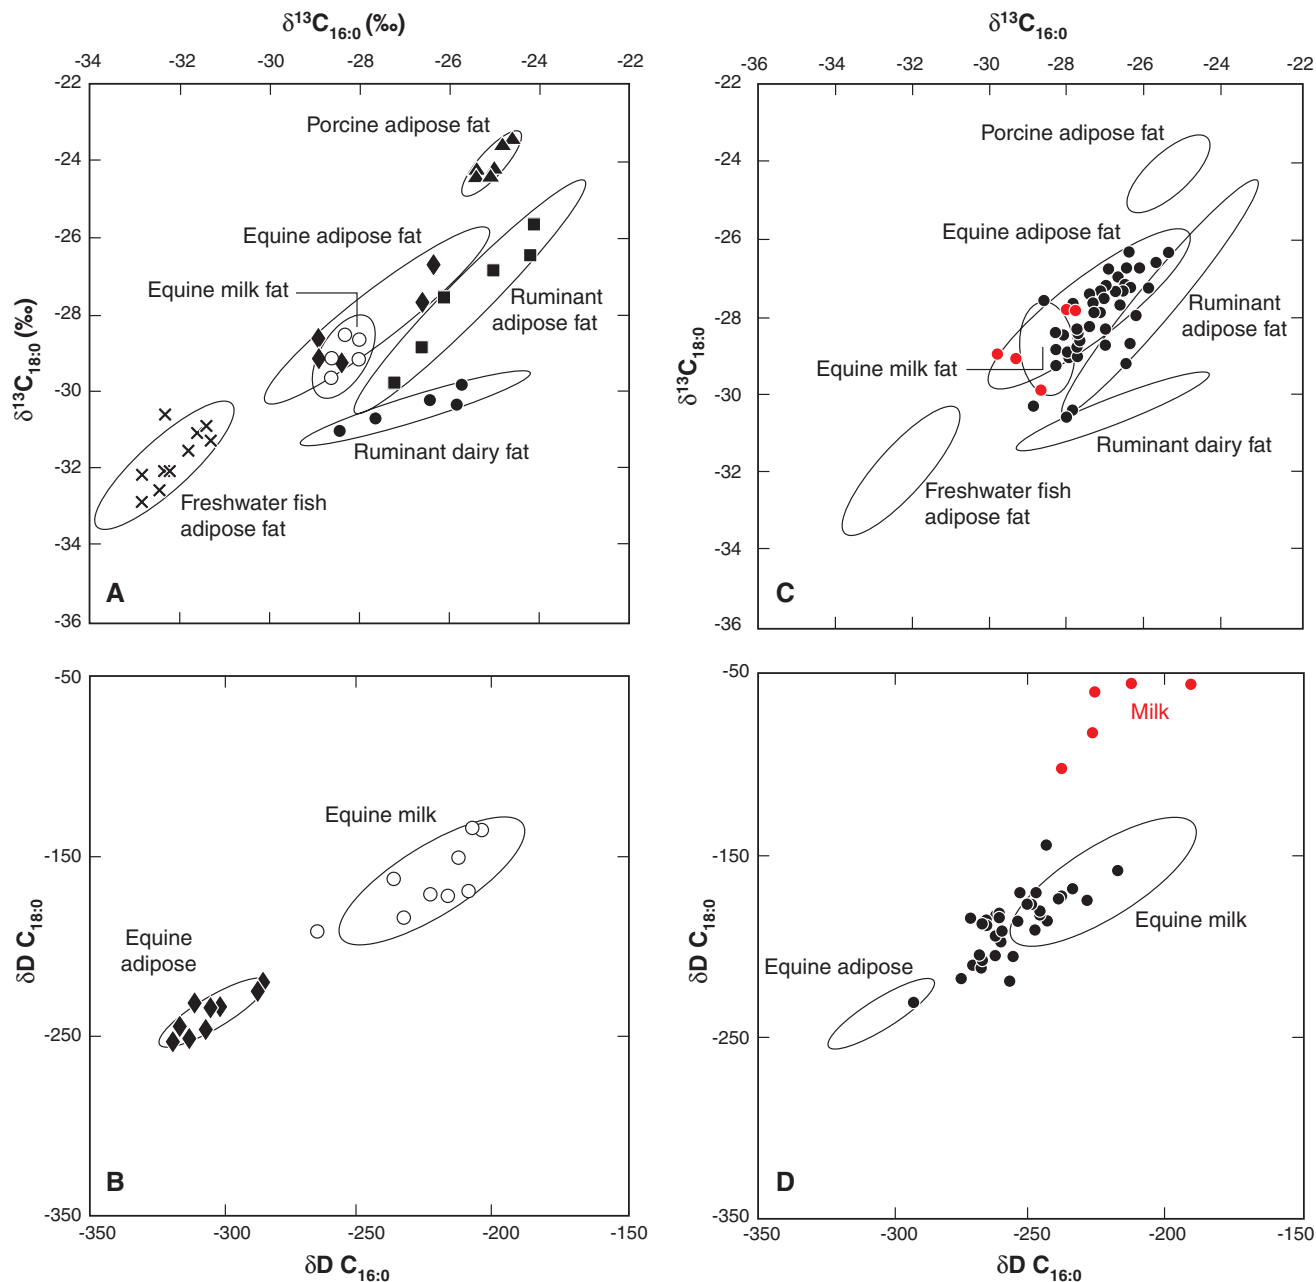 δ¹³C₁₆:₀ (‰)
-34 -32 -30 -28 -26 -24 -22
-22
-24
-26
-28
-30
-32
-34
-36
δ¹³C₁₈:₀ (‰)
Porcine adipose fat
Equine adipose fat
Equine milk fat
Ruminant
adipose fat
Ruminant dairy fat
Freshwater fish
adipose fat
A
δ¹³C₁₆:₀
-36 -34 -32 -30 -28 -26 -24 -22
-22
-24
-26
-28
-30
-32
-34
-36
δ¹³C₁₈:₀
Porcine adipose fat
Equine adipose fat
Ruminant
adipose fat
Equine milk fat
Ruminant dairy fat
Freshwater fish
adipose fat
C
-50
-150
-250
-350
δD C₁₈:₀
Equine milk
Equine
adipose
B
-350 -300 -250 -200 -150
δD C₁₆:₀
-50
-150
-250
-350
δD C₁₈:₀
Milk
Equine milk
Equine adipose
D
-300 -250 -200 -150
δD C₁₆:₀